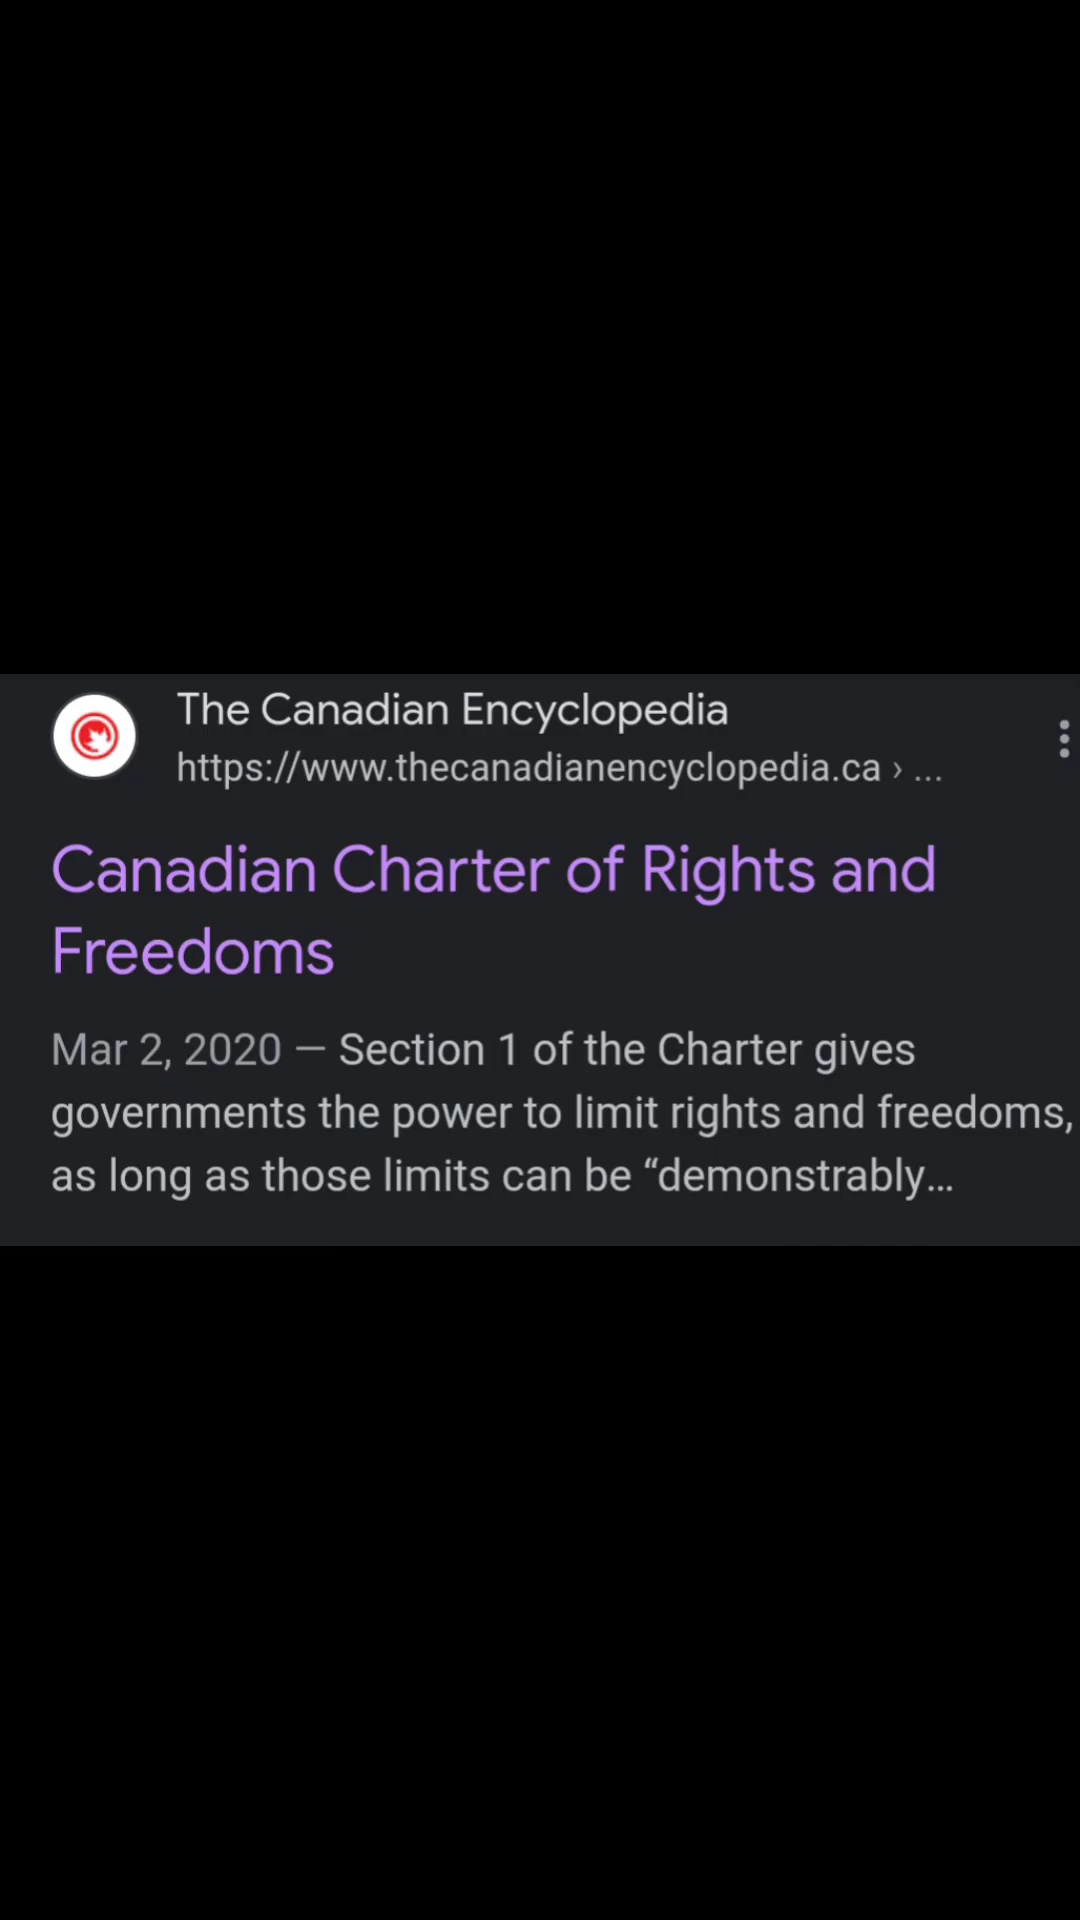 The Canadian Encyclopedia
https://www.thecanadianencyclopedia.ca › ...
Canadian Charter of Rights and
Freedoms
Mar 2, 2020 — Section 1 of the Charter gives
governments the power to limit rights and freedoms,
as long as those limits can be “demonstrably...